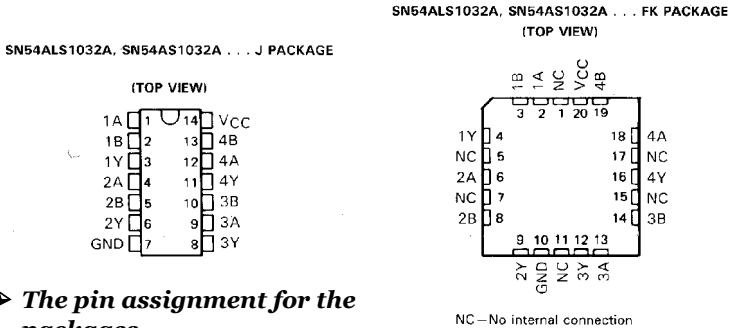 SN54ALS1032A, SN54AS1032A . . . J PACKAGE
(TOP VIEW)
1A 1 14 VCC
1B 2 13 4B
1Y 3 12 4A
2A 4 11 4Y
2B 5 10 3B
2Y 6 9 3A
GND 7 8 3Y
The pin assignment for the
packages
SN54ALS1032A, SN54AS1032A . . . FK PACKAGE
(TOP VIEW)
1B 1A NC VCC 4B
3 2 1 20 19
1Y 4 18 4A
NC 5 17 NC
2A 6 16 4Y
NC 7 15 NC
2B 8 14 3B
9 10 11 12 13
2Y GND NC 3Y 3A
NC—No internal connection